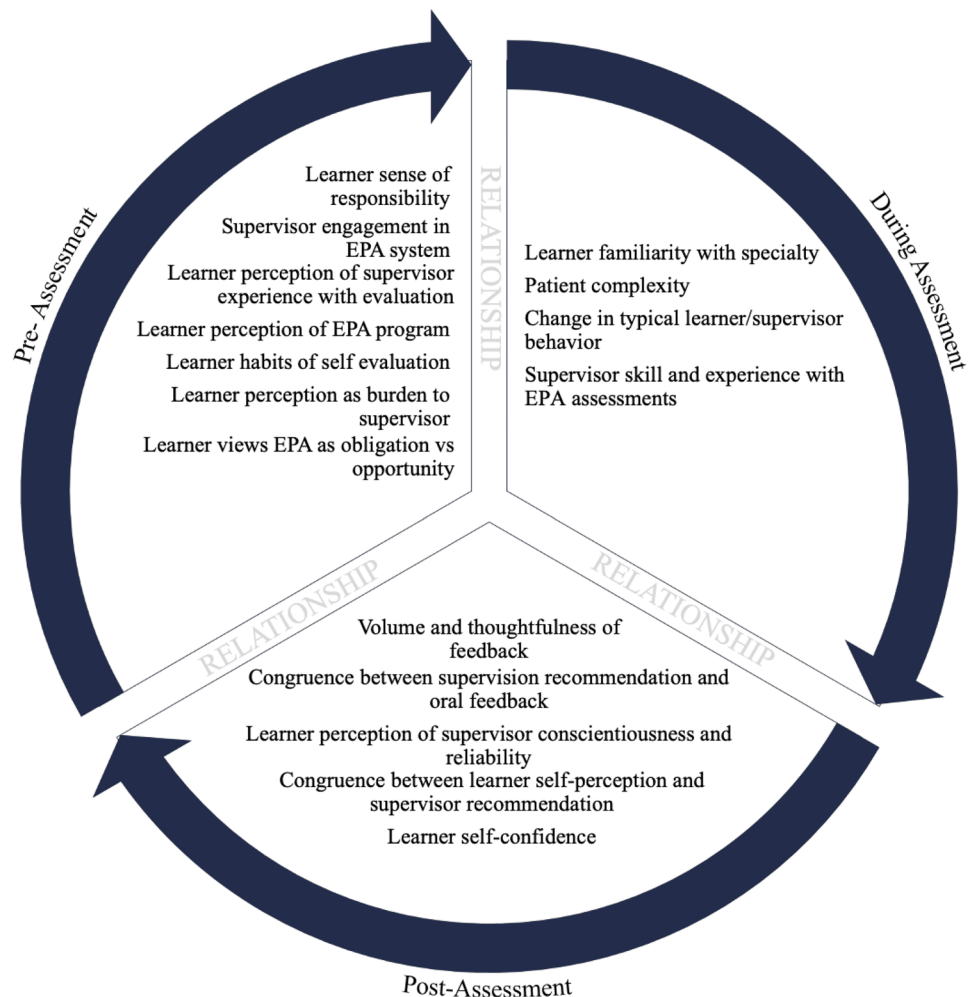 Pre- Assessment
Learner sense of
responsibility
Supervisor engagement in
EPA system
Learner perception of supervisor
experience with evaluation
Learner perception of EPA program
Learner habits of self evaluation
Learner perception as burden to
supervisor
Learner views EPA as obligation vs
opportunity
RELATIONSHIP
During Assessment
Learner familiarity with specialty
Patient complexity
Change in typical learner/supervisor
behavior
Supervisor skill and experience with
EPA assessments
RELATIONSHIP
RELATIONSHIP
Volume and thoughtfulness of
feedback
Congruence between supervision recommendation and
oral feedback
Learner perception of supervisor conscientiousness and
reliability
Congruence between learner self-perception and
supervisor recommendation
Learner self-confidence
Post-Assessment